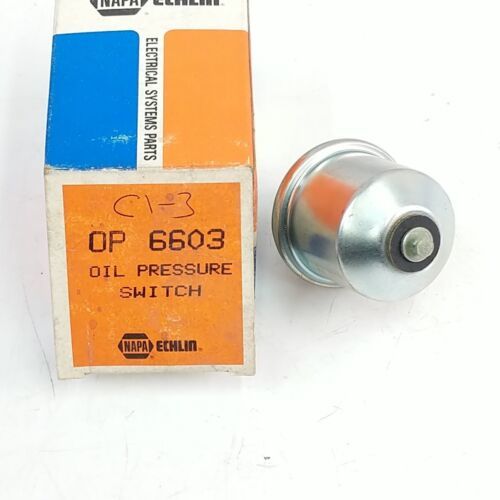 NAPA ECHLIN
ELECTRICAL SYSTEMS PARTS
C1-3
OP 6603
OIL PRESSURE
SWITCH
NAPA ECHLIN